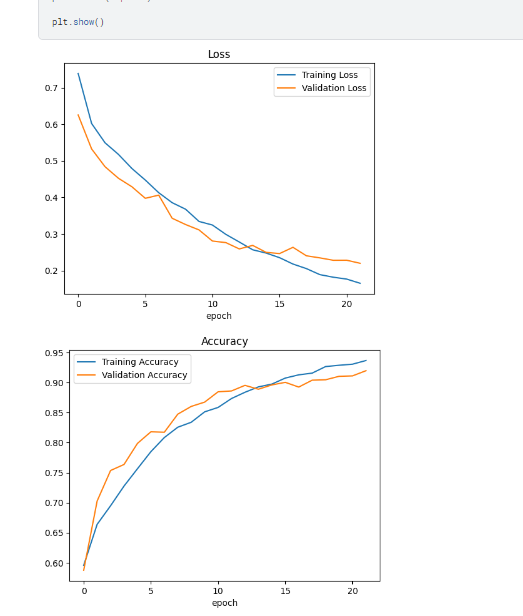 plt.show()
Loss
Training Loss
Validation Loss
0.7
0.6
0.5
0.4
0.3
0.2
0 5 10 15 20
epoch
Accuracy
Training Accuracy
Validation Accuracy
0.95
0.90
0.85
0.80
0.75
0.70
0.65
0.60
0 5 10 15 20
epoch